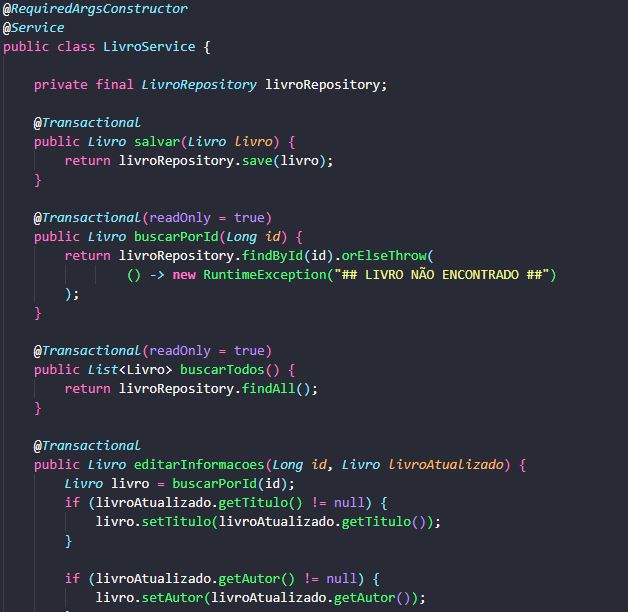 @RequiredArgsConstructor
@Service
public class LivroService {
private final LivroRepository livroRepository;
@Transactional
public Livro salvar(Livro livro) {
return livroRepository.save(livro);
}
@Transactional(readOnly = true)
public Livro buscarPorId(Long id) {
return livroRepository.findById(id).orElseThrow(
() -> new RuntimeException("## LIVRO NÃO ENCONTRADO ##")
);
}
@Transactional(readOnly = true)
public List<Livro> buscarTodos() {
return livroRepository.findAll();
}
@Transactional
public Livro editarInformacoes(Long id, Livro livroAtualizado) {
Livro livro = buscarPorId(id);
if (livroAtualizado.getTitulo() != null) {
livro.setTitulo(livroAtualizado.getTitulo());
}
if (livroAtualizado.getAutor() != null) {
livro.setAutor(livroAtualizado.getAutor());